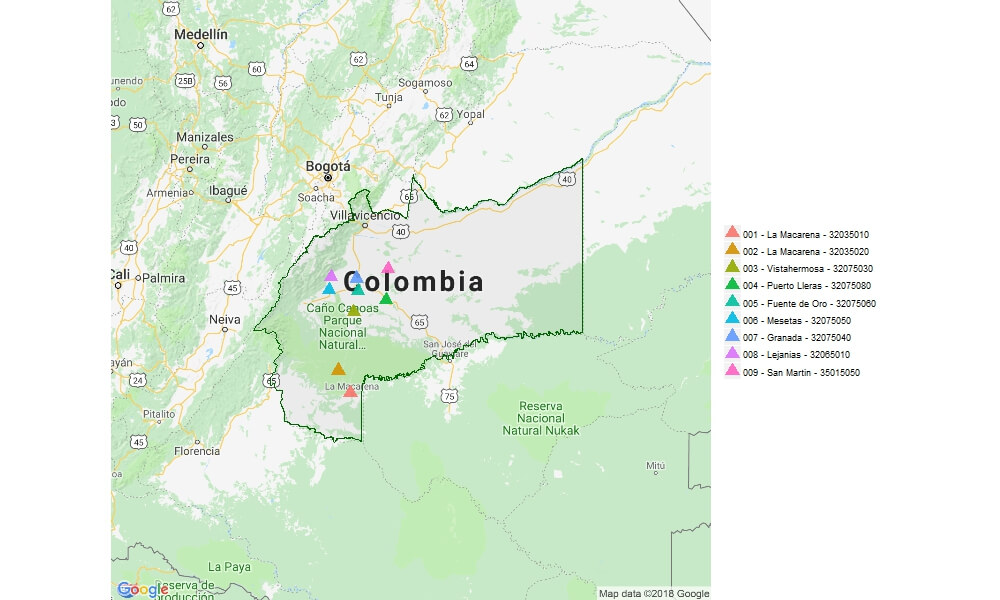 62
Medellín
62
64
60
unendo
25B
56
Sogamoso
Tunja
62
Yopal
50
Manizales
Pereira
Bogotá
40
Armenia
Ibagué
Soacha
65
Villavicencio
40
40
Cali
Palmira
45
Colombia
Caño Caboas
Parque
Nacional
Natural...
Neiva
65
San José del
Guaviare
24
65
La Macarena
75
Reserva
Nacional
Natural Nukak
Pitalito
45
Florencia
Mitú
La Paya
Reserva de
producción
Google
Map data ©2018 Google
001 - La Macarena - 32035010
002 - La Macarena - 32035020
003 - Vistahermosa - 32075030
004 - Puerto Lleras - 32075080
005 - Fuente de Oro - 32075060
006 - Mesetas - 32075050
007 - Granada - 32075040
008 - Lejanias - 32065010
009 - San Martin - 35015050